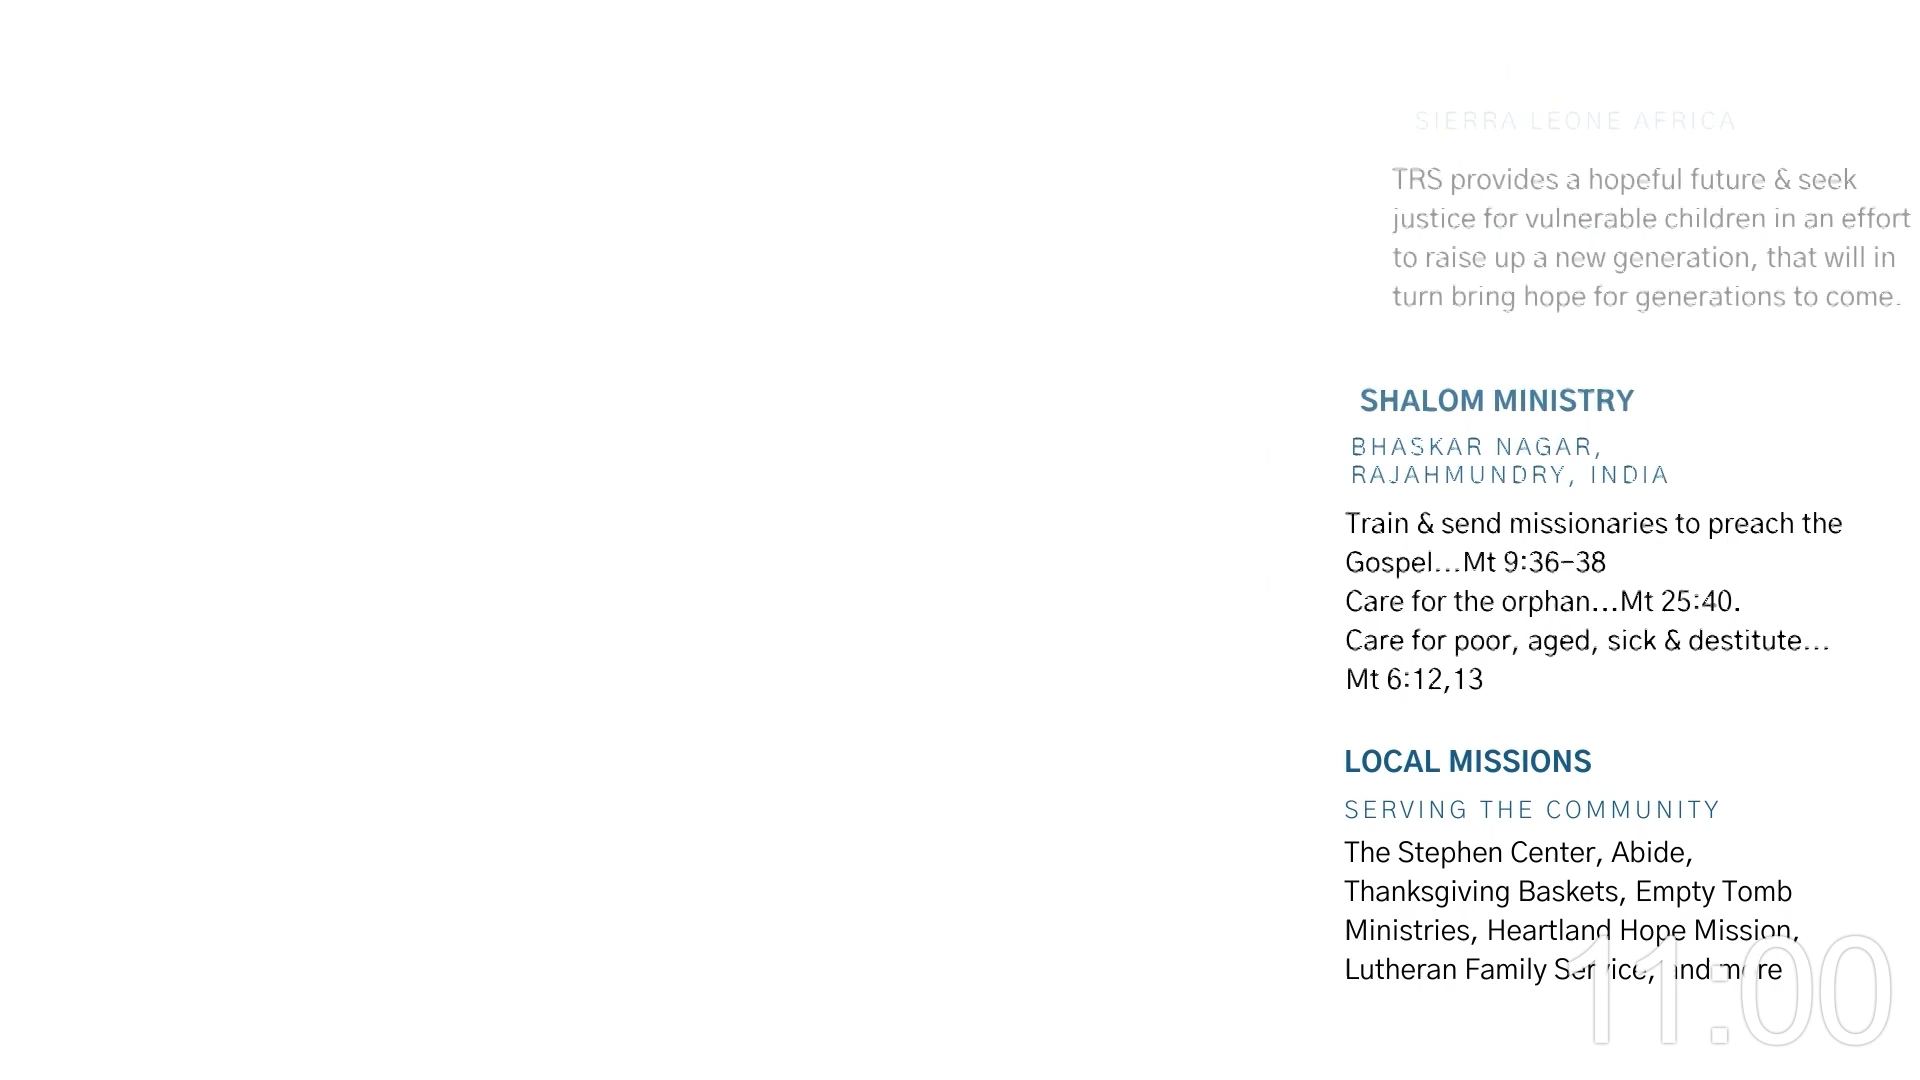 SIERRA LEONE AFRICA
TRS provides a hopeful future & seek
justice for vulnerable children in an effort
to raise up a new generation, that will in
turn bring hope for generations to come.
SHALOM MINISTRY
BHASKAR NAGAR,
RAJAHMUNDRY, INDIA
Train & send missionaries to preach the
Gospel...Mt 9:36-38
Care for the orphan...Mt 25:40.
Care for poor, aged, sick & destitute...
Mt 6:12,13
LOCAL MISSIONS
SERVING THE COMMUNITY
The Stephen Center, Abide,
Thanksgiving Baskets, Empty Tomb
Ministries, Heartland Hope Mission,
Lutheran Family Service, and more
11:00